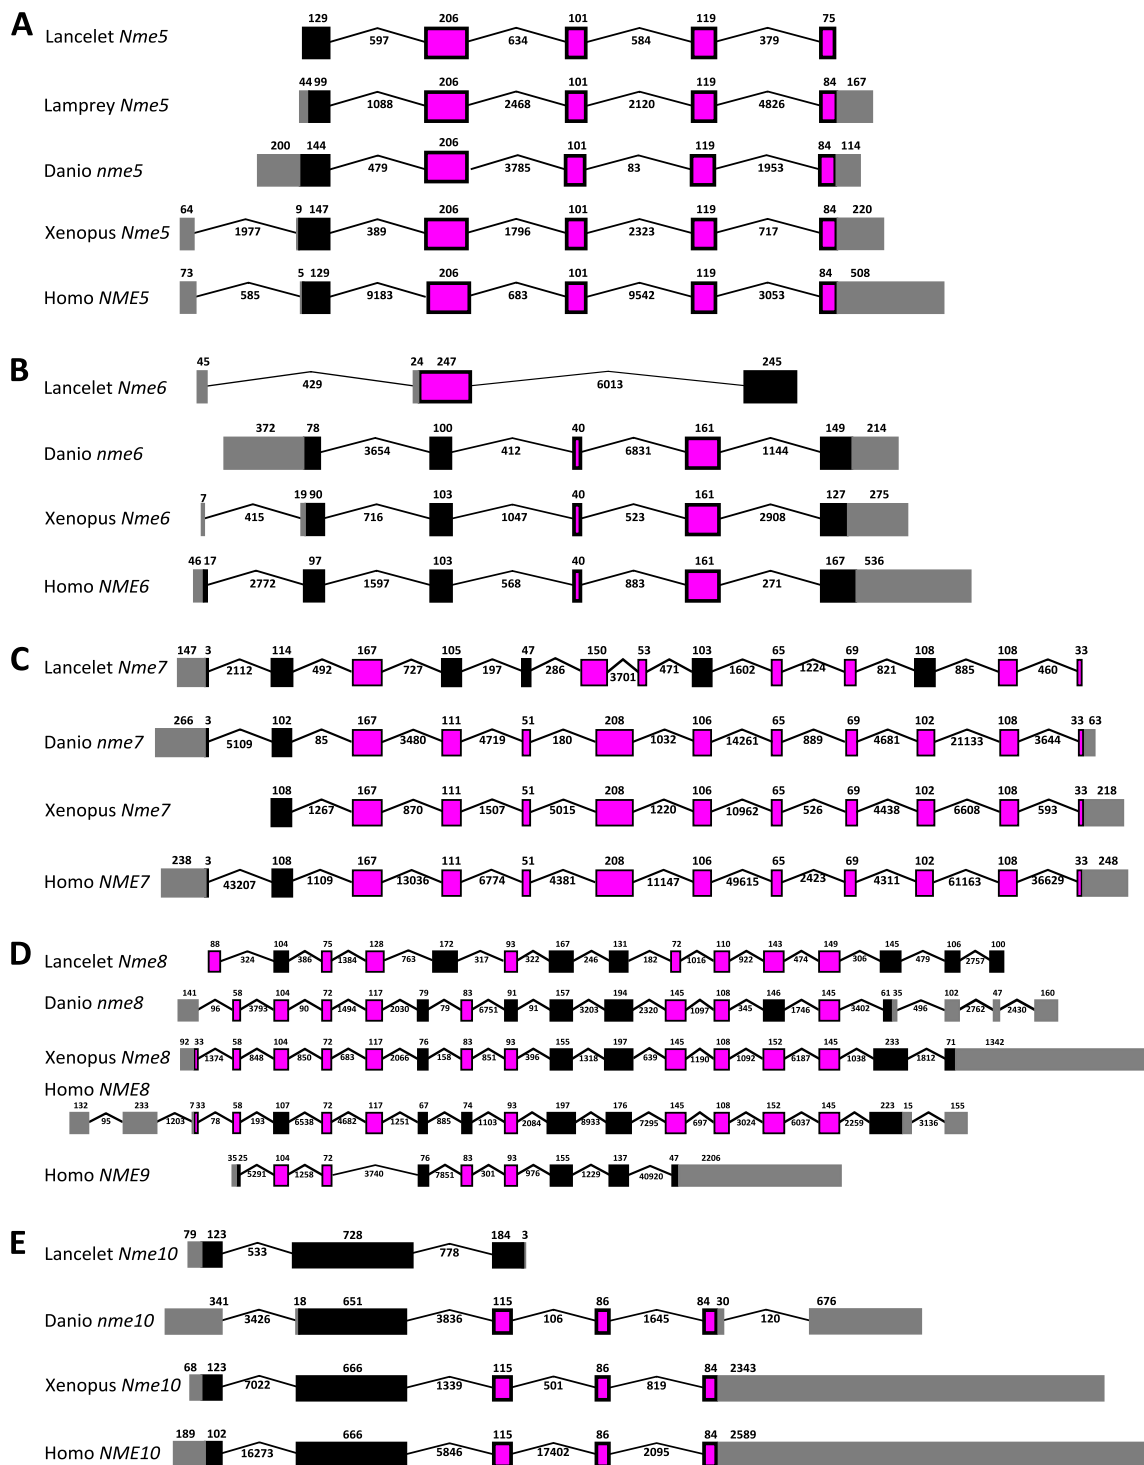 A
129 206 101 119 75
Lancelet Nme5
597 634 584 379
44 99 206 101 119 84 167
Lamprey Nme5
1088 2468 2120 4826
200 144 206 101 119 84 114
Danio nme5
479 3785 83 1953
64 9 147 206 101 119 84 220
Xenopus Nme5
1977 389 1796 2323 717
73 5 129 206 101 119 84 508
Homo NME5
585 9183 683 9542 3053
B
45 24 247 245
Lancelet Nme6
429 6013
372 78 100 40 161 149 214
Danio nme6
3654 412 6831 1144
7 19 90 103 40 161 127 275
Xenopus Nme6
415 716 1047 523 2908
46 17 97 103 40 161 167 536
Homo NME6
2772 1597 568 883 271
C
147 3 114 167 105 47 150 53 103 65 69 108 108 33
Lancelet Nme7
2112 492 727 197 286 3701 471 1602 1224 821 885 460
266 3 102 167 111 51 208 106 65 69 102 108 33 63
Danio nme7
5109 85 3480 4719 180 1032 14261 889 4681 21133 3644
108 167 111 51 208 106 65 69 102 108 33 218
Xenopus Nme7
1267 870 1507 5015 1220 10962 526 4438 6608 593
238 3 108 167 111 51 208 106 65 69 102 108 33 248
Homo NME7
43207 1109 13036 6774 4381 11147 49615 2423 4311 61163 36629
D
88 104 75 128 172 93 167 131 72 110 143 149 145 106 100
Lancelet Nme8
324 386 1384 763 317 322 246 182 1016 922 474 306 479 2757
141 58 104 72 117 79 83 91 157 194 145 108 146 145 61 35 102 47 160
Danio nme8
96 3793 90 1494 2030 79 6751 91 3203 2320 1097 345 1746 3402 496 2762 2430
92 33 58 104 72 117 76 83 93 155 197 145 108 152 145 233 71 1342
Xenopus Nme8
1374 848 850 683 2066 158 851 396 1318 639 1190 1092 6187 1038 1812
Homo NME8
132 233 7 33 58 107 72 117 67 74 93 197 176 145 108 152 145 223 15 155
95 1203 78 193 6538 4682 1251 885 1103 2084 8933 7295 697 3024 6037 2259 3136
35 25 104 72 76 83 93 155 137 47 2206
Homo NME9
5291 1258 3740 7851 301 976 1229 40920
E
79 123 728 184 3
Lancelet Nme10
533 778
341 18 651 115 86 84 30 676
Danio nme10
3426 3836 106 1645 120
68 123 666 115 86 84 2343
Xenopus Nme10
7022 1339 501 819
189 102 666 115 86 84 2589
Homo NME10
16273 5846 17402 2095